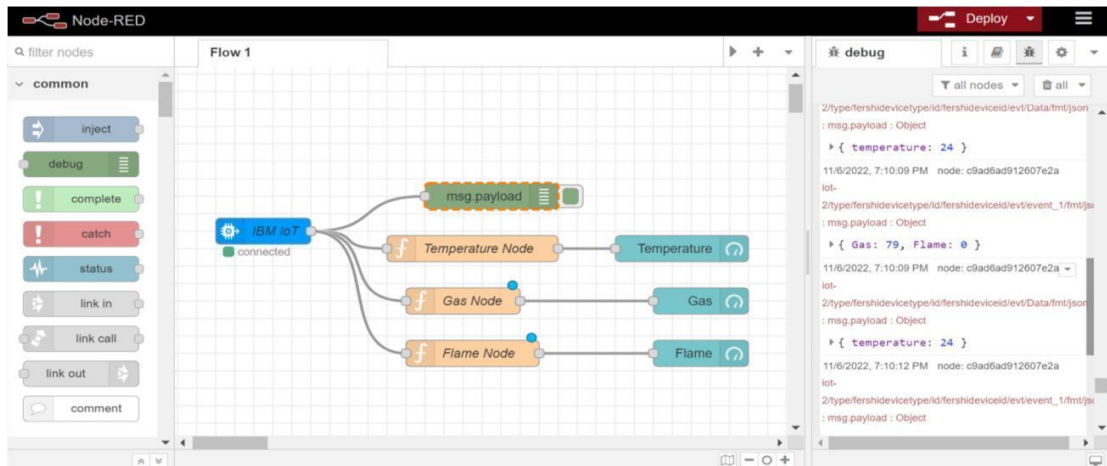 Node-RED
Deploy
filter nodes
Flow 1
debug
i
all nodes
all
common
inject
debug
complete
catch
status
link in
link call
link out
comment
msg.payload
IBM IoT
connected
Temperature Node
Temperature
Gas Node
Gas
Flame Node
Flame
2/type/fershidevicetype/id/fershideviceid/evt/Data/fmt/json
: msg.payload : Object
{ temperature: 24 }
11/6/2022, 7:10:09 PM node: c9ad6ad912607e2a
iot-
2/type/fershidevicetype/id/fershideviceid/evt/event_1/fmt/js
: msg.payload : Object
{ Gas: 79, Flame: 0 }
11/6/2022, 7:10:09 PM node: c9ad6ad912607e2a
iot-
2/type/fershidevicetype/id/fershideviceid/evt/Data/fmt/json
: msg.payload : Object
{ temperature: 24 }
11/6/2022, 7:10:12 PM node: c9ad6ad912607e2a
iot-
2/type/fershidevicetype/id/fershideviceid/evt/event_1/fmt/js
: msg.payload : Object